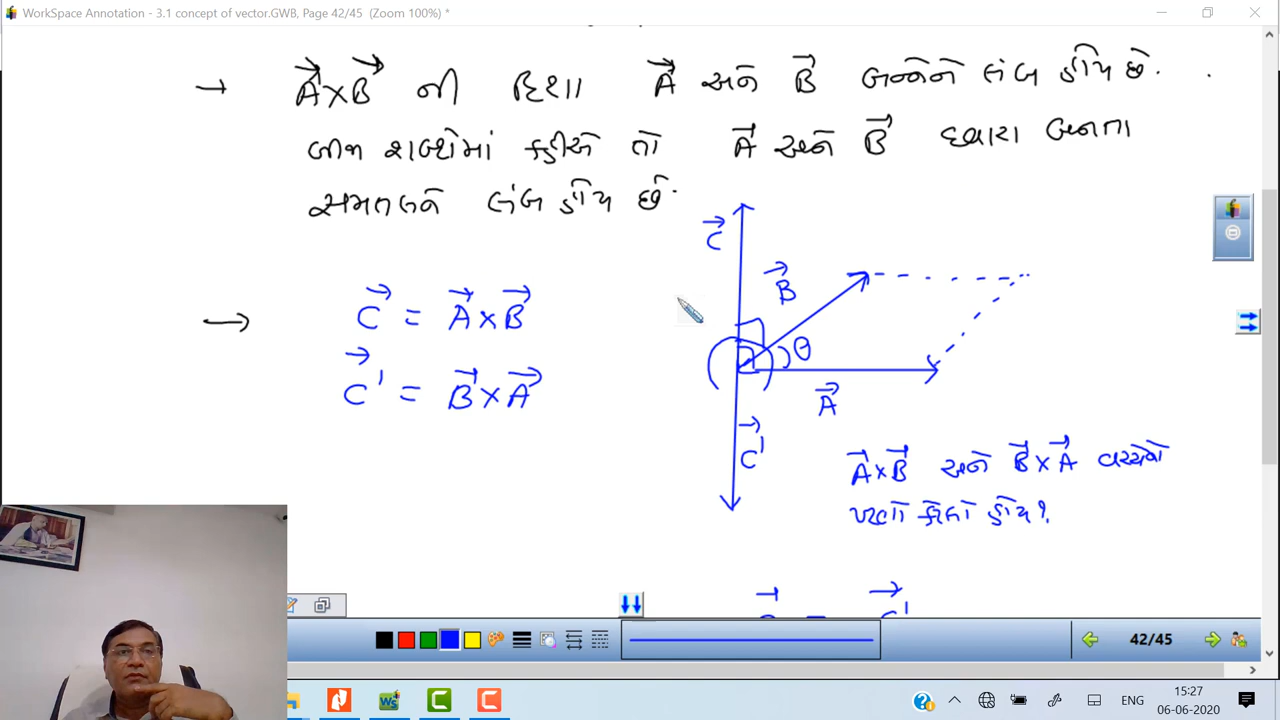 WorkSpace Annotation - 3.1 concept of vector.GWB, Page 42/45 (Zoom 100%) *
→ A⃗×B⃗ ની દિશા A⃗ અને B⃗ બન્નેને લંબ હોય છે.
બીજા શબ્દોમાં કહીએ તો A⃗ અને B⃗ દ્વારા બનતા
સમતલને લંબ હોય છે.
C⃗
B⃗
→ C⃗ = A⃗×B⃗
θ
C⃗' = B⃗×A⃗
A⃗
C⃗'
A⃗×B⃗ અને B⃗×A⃗ વચ્ચેનો
ખૂણો કેટલો હોય?
42/45
ENG
15:27
06-06-2020